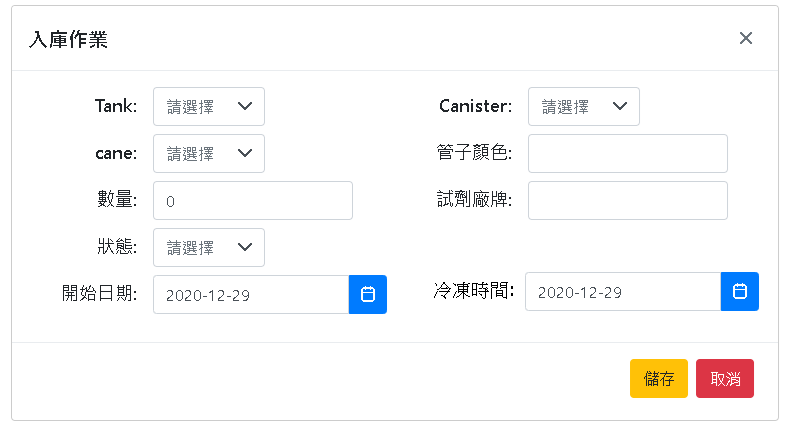 入庫作業
Tank: 請選擇 Canister: 請選擇
cane: 請選擇 管子顏色:
數量: 0 試劑廠牌:
狀態: 請選擇
開始日期: 2020-12-29 冷凍時間: 2020-12-29
儲存 取消